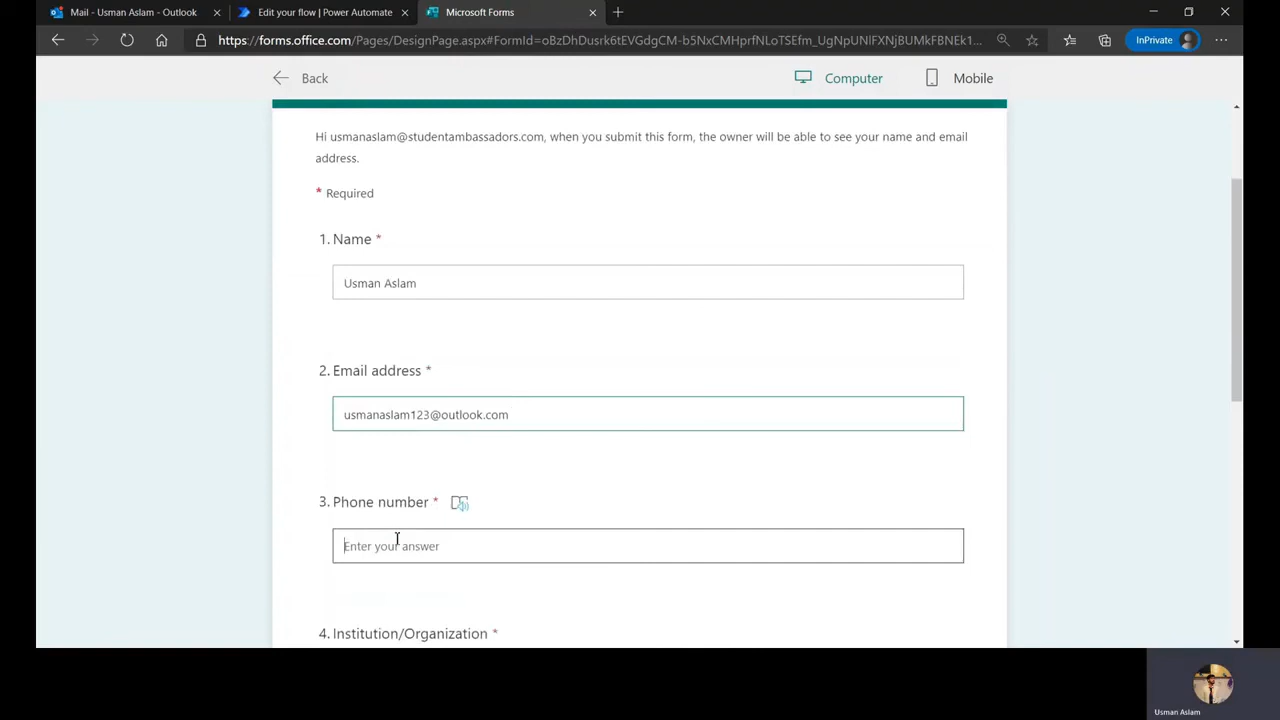 Mail - Usman Aslam - Outlook
Edit your flow | Power Automate
Microsoft Forms
https://forms.office.com/Pages/DesignPage.aspx#FormId=oBzDhDusrk6tEVGdgCM-b5NxCMHprfNLoTSEfm_UgNpUNlFXNjBUMkFBNEk1...
InPrivate
Back
Computer
Mobile
Hi usmanaslam@studentambassadors.com, when you submit this form, the owner will be able to see your name and email
address.
* Required
1. Name *
Usman Aslam
2. Email address *
usmanaslam123@outlook.com
3. Phone number *
Enter your answer
4. Institution/Organization *
Usman Aslam